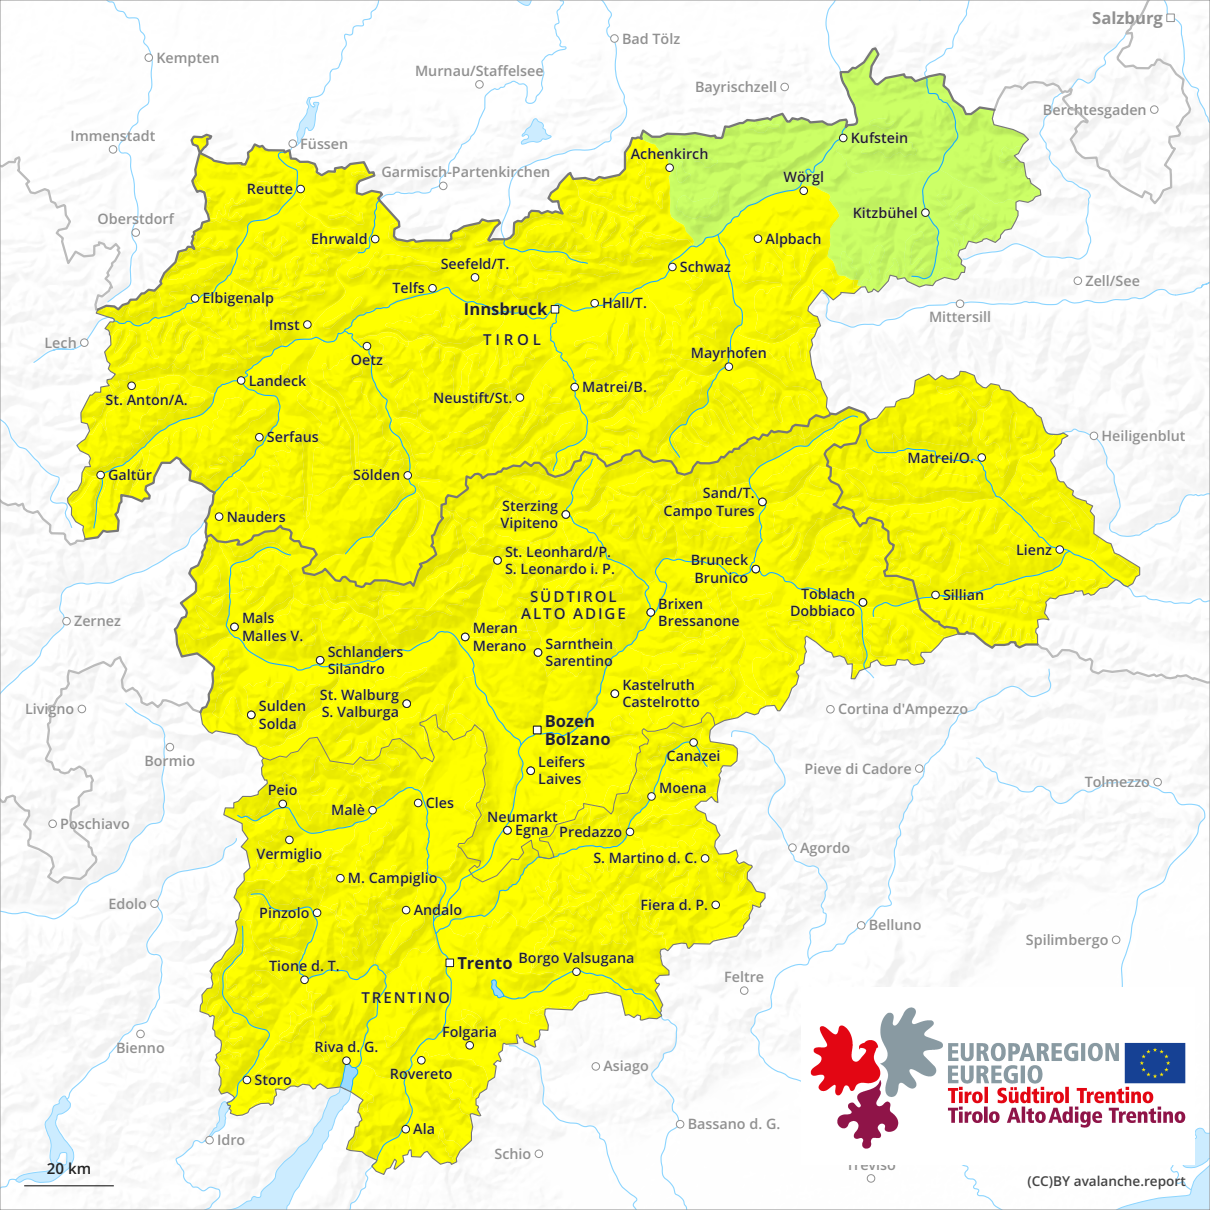 Salzburg
Bad Tölz
Kempten
Murnau/Staffelsee
Bayrischzell
Berchtesgaden
Immenstadt
Füssen
Kufstein
Achenkirch
Garmisch-Partenkirchen
Wörgl
Reutte
Kitzbühel
Oberstdorf
Ehrwald
Alpbach
Seefeld/T.
Schwaz
Zell/See
Telfs
Elbigenalp
Hall/T.
Innsbruck
Mittersill
Imst
TIROL
Lech
Oetz
Mayrhofen
Landeck
Matrei/B.
St. Anton/A.
Neustift/St.
Serfaus
Heiligenblut
Matrei/O.
Galtür
Sölden
Sand/T.
Campo Tures
Sterzing
Vipiteno
Nauders
Lienz
St. Leonhard/P.
S. Leonardo i. P.
Bruneck
Brunico
SÜDTIROL
ALTO ADIGE
Toblach
Dobbiaco
Sillian
Brixen
Bressanone
Zernez
Mals
Malles V.
Meran
Merano
Sarnthein
Sarentino
Schlanders
Silandro
Kastelruth
Castelrotto
St. Walburg
S. Valburga
Livigno
Sulden
Solda
Cortina d'Ampezzo
Bozen
Bolzano
Bormio
Canazei
Leifers
Laives
Pieve di Cadore
Tolmezzo
Peio
Moena
Malè
Cles
Neumarkt
Egna
Predazzo
Poschiavo
Vermiglio
S. Martino d. C.
Agordo
M. Campiglio
Edolo
Pinzolo
Andalo
Fiera d. P.
Belluno
Spilimbergo
Trento
Borgo Valsugana
Tione d. T.
Feltre
TRENTINO
Folgaria
Bienno
Riva d. G.
Rovereto
Asiago
Storo
EUROPAREGION
EUREGIO
Tirol Südtirol Trentino
Tirolo Alto Adige Trentino
Ala
Bassano d. G.
Idro
Schio
Treviso
20 km
(CC)BY avalanche.report